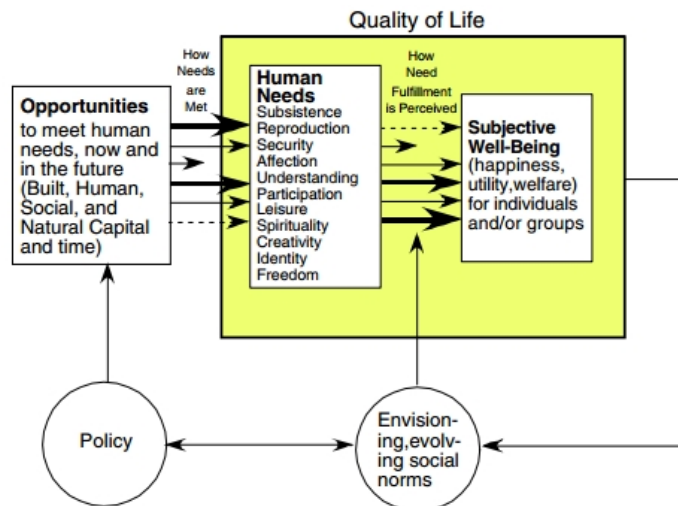 Quality of Life
How
Needs
are
Met
How
Need
Fulfillment
is Perceived
Opportunities
to meet human
needs, now and
in the future
(Built, Human,
Social, and
Natural Capital
and time)
Human
Needs
Subsistence
Reproduction
Security
Affection
Understanding
Participation
Leisure
Spirituality
Creativity
Identity
Freedom
Subjective
Well-Being
(happiness,
utility,welfare)
for individuals
and/or groups
Policy
Envision-
ing,evolv-
ing social
norms